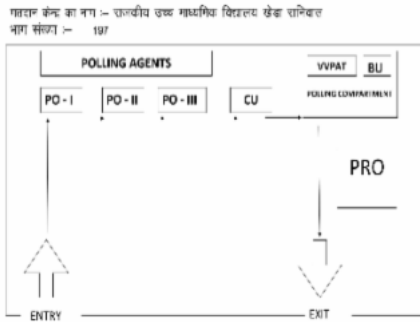 मतदान केन्द्र का नाम :- राजकीय उच्च माध्यमिक विद्यालय खेडा रानिवाल
भाग संख्या :- 197
POLLING AGENTS
VVPAT BU
POLLING COMPARTMENT
PO - I PO - II PO - III CU
PRO
ENTRY EXIT